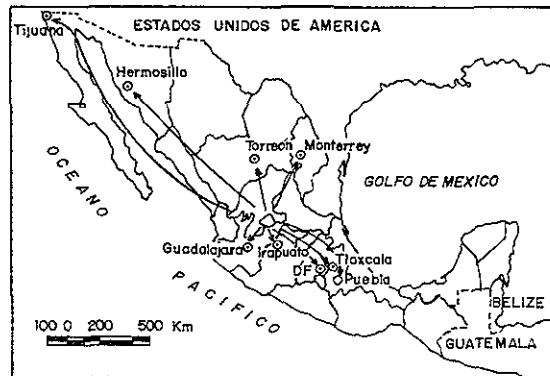 ESTADOS UNIDOS DE AMERICA
Tijuana
Hermosillo
Torreón
Monterrey
OCEANO
GOLFO DE MEXICO
Guadalajara
Irapuato
Tlaxcala
DF
Puebla
PACIFICO
BELIZE
100 0 200 500 Km
GUATEMALA